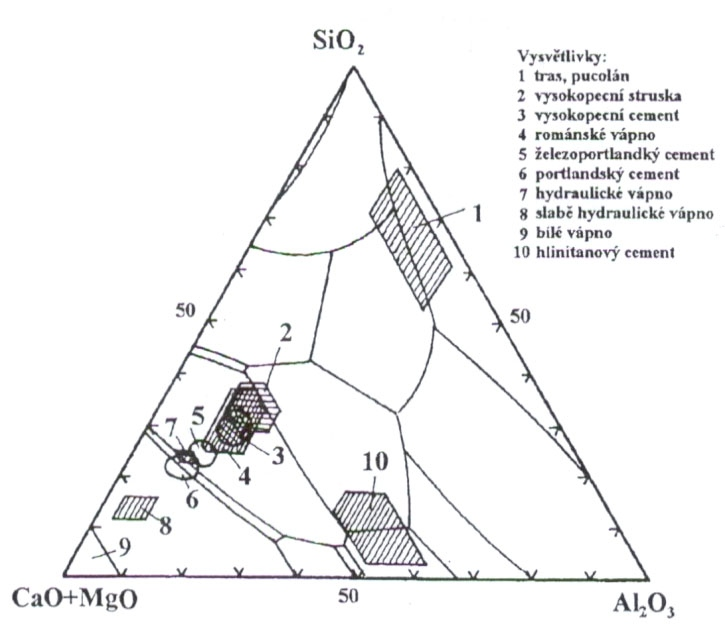 SiO₂
Vysvětlivky:
1 tras, pucolán
2 vysokopecní struska
3 vysokopecní cement
4 románské vápno
5 železoportlandký cement
6 portlandský cement
7 hydraulické vápno
8 slabě hydraulické vápno
9 bílé vápno
10 hlinitanový cement
1
50
50
2
5
7
3
4
10
6
8
9
CaO+MgO
50
Al₂O₃